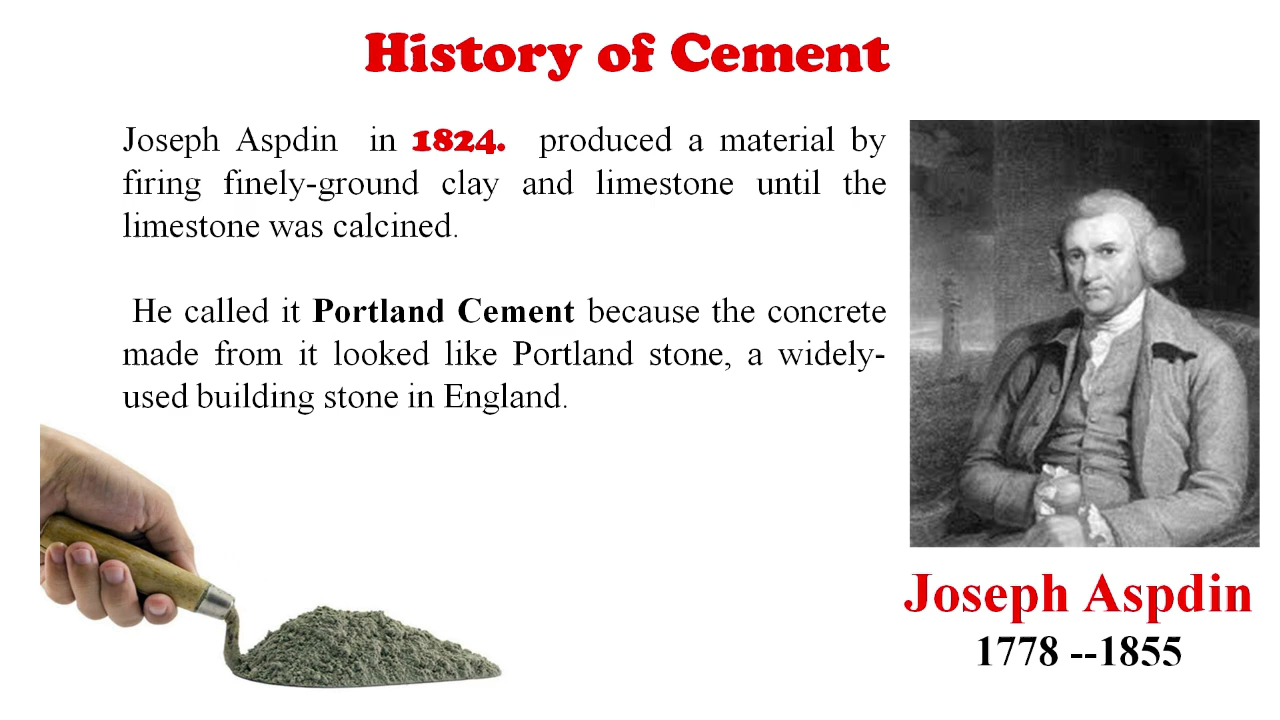 History of Cement
Joseph Aspdin in 1824. produced a material by
firing finely-ground clay and limestone until the
limestone was calcined.
He called it Portland Cement because the concrete
made from it looked like Portland stone, a widely-
used building stone in England.
Joseph Aspdin
1778 --1855